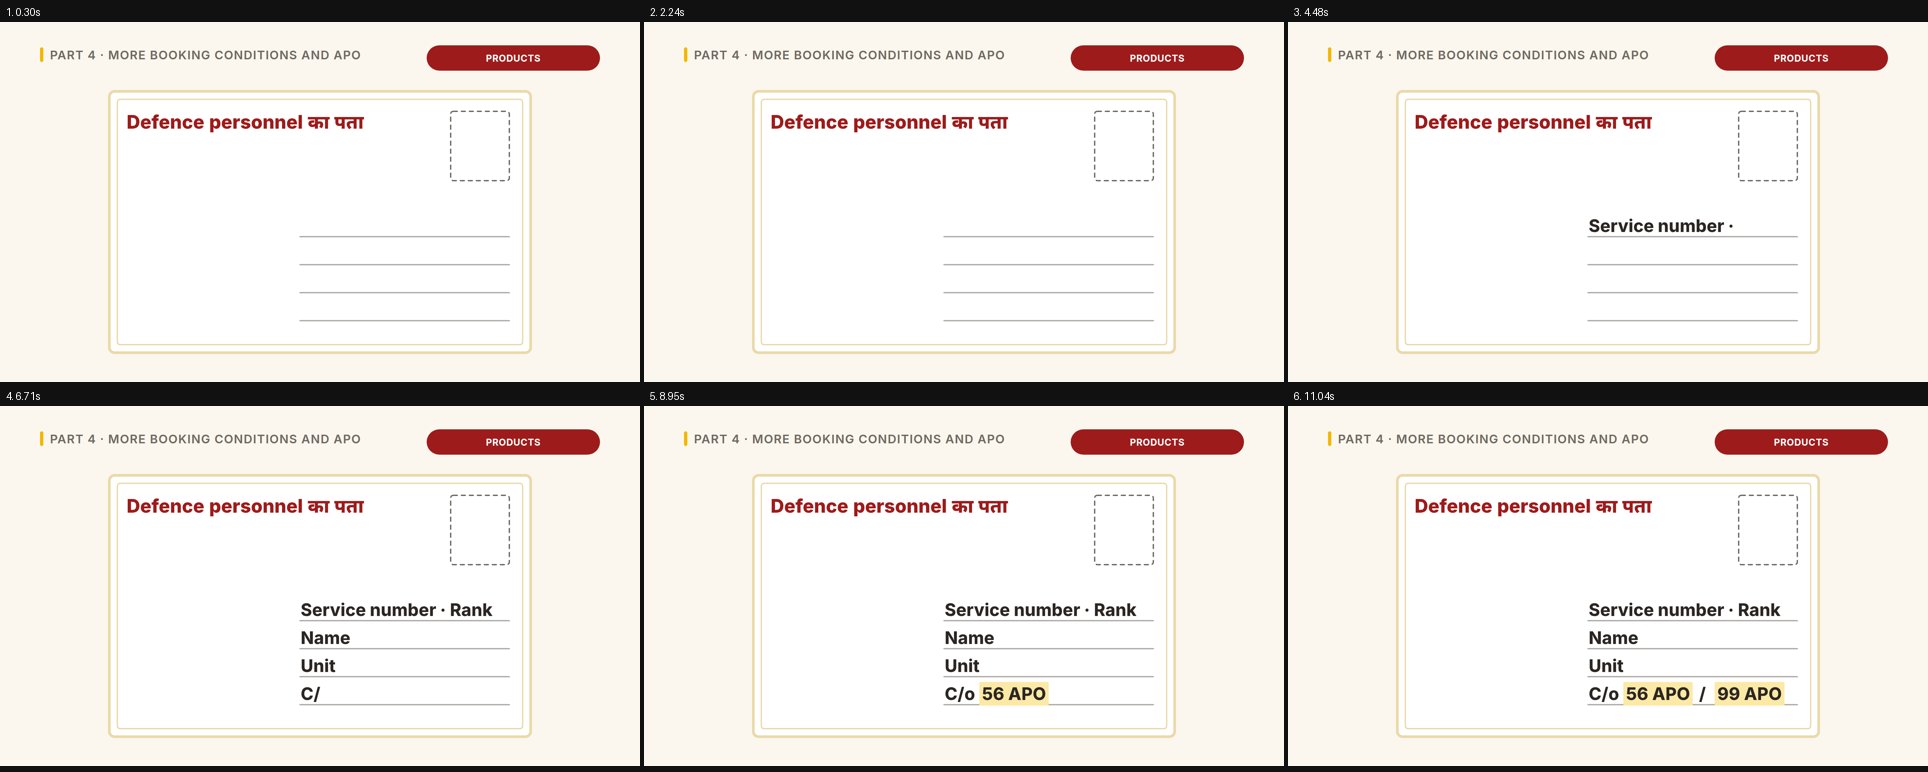 1. 0.30s
PART 4 · MORE BOOKING CONDITIONS AND APO
PRODUCTS
Defence personnel का पता
2. 2.24s
PART 4 · MORE BOOKING CONDITIONS AND APO
PRODUCTS
Defence personnel का पता
3. 4.48s
PART 4 · MORE BOOKING CONDITIONS AND APO
PRODUCTS
Defence personnel का पता
Service number ·
4. 6.71s
PART 4 · MORE BOOKING CONDITIONS AND APO
PRODUCTS
Defence personnel का पता
Service number · Rank
Name
Unit
C/
5. 8.95s
PART 4 · MORE BOOKING CONDITIONS AND APO
PRODUCTS
Defence personnel का पता
Service number · Rank
Name
Unit
C/o 56 APO
6. 11.04s
PART 4 · MORE BOOKING CONDITIONS AND APO
PRODUCTS
Defence personnel का पता
Service number · Rank
Name
Unit
C/o 56 APO / 99 APO